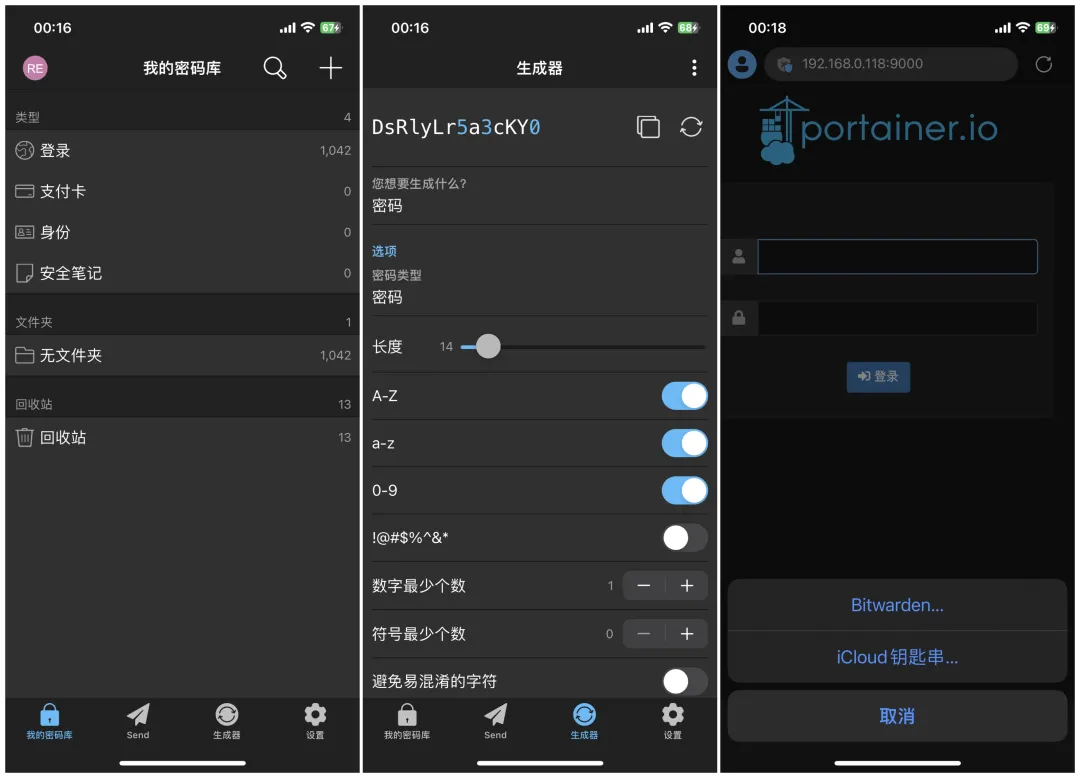 00:16
67
RE
我的密码库
类型
4
登录
1,042
支付卡
0
身份
0
安全笔记
0
文件夹
1
无文件夹
1,042
回收站
13
回收站
13
我的密码库
Send
生成器
设置
00:16
68
生成器
DsRlyLr5a3cKY0
您想要生成什么?
密码
选项
密码类型
密码
长度
14
A-Z
a-z
0-9
!@#$%^&*
数字最少个数
1
符号最少个数
0
避免易混淆的字符
我的密码库
Send
生成器
设置
00:18
69
192.168.0.118:9000
portainer.io
登录
Bitwarden...
iCloud 钥匙串...
取消